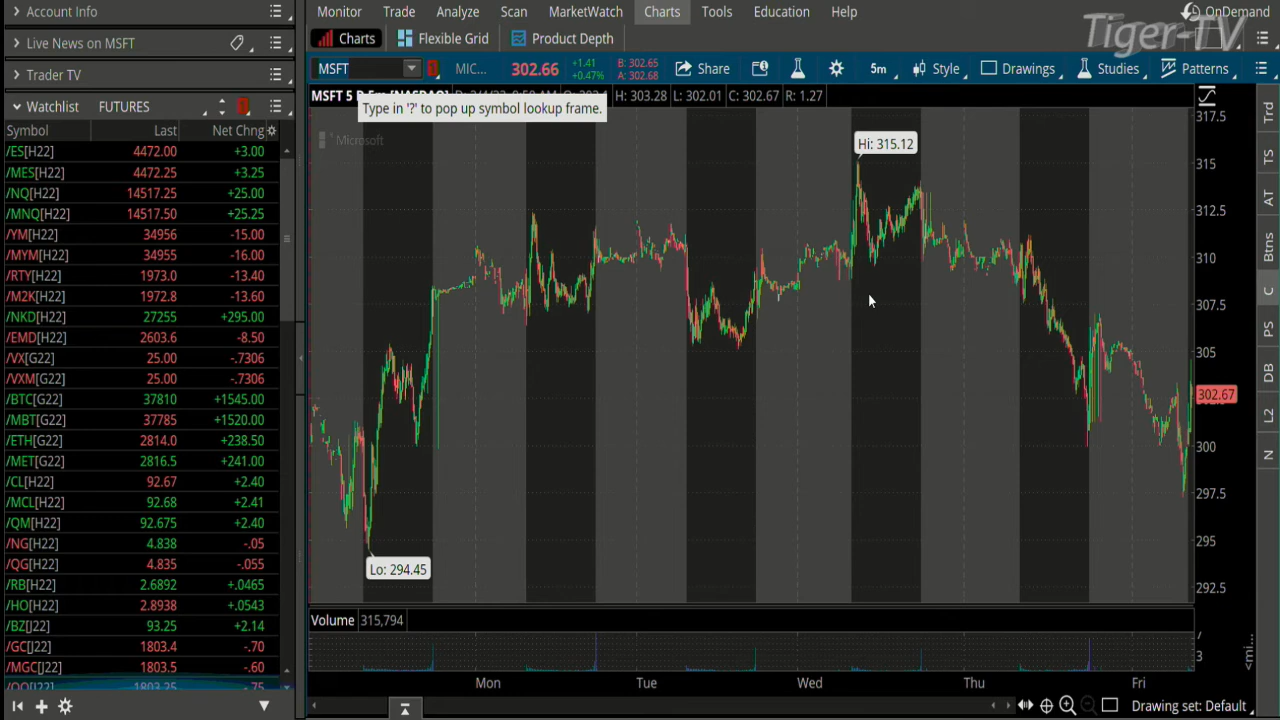 Account Info
Live News on MSFT
Trader TV
Watchlist FUTURES
Symbol Last Net Chng
/ES[H22] 4472.00 +3.00
/MES[H22] 4472.25 +3.25
/NQ[H22] 14517.25 +25.00
/MNQ[H22] 14517.50 +25.25
/YM[H22] 34956 -15.00
/MYM[H22] 34955 -16.00
/RTY[H22] 1973.0 -13.40
/M2K[H22] 1972.8 -13.60
/NKD[H22] 27255 +295.00
/EMD[H22] 2603.6 -8.50
/VX[G22] 25.00 -.7306
/VXM[G22] 25.00 -.7306
/BTC[G22] 37810 +1545.00
/MBT[G22] 37785 +1520.00
/ETH[G22] 2814.0 +238.50
/MET[G22] 2816.5 +241.00
/CL[H22] 92.67 +2.40
/MCL[H22] 92.68 +2.41
/QM[H22] 92.675 +2.40
/NG[H22] 4.838 -.05
/QG[H22] 4.835 -.055
/RB[H22] 2.6892 +.0465
/HO[H22] 2.8938 +.0543
/BZ[J22] 93.25 +2.14
/GC[J22] 1803.4 -.70
/MGC[J22] 1803.5 -.60
1803.25 -.75
Monitor Trade Analyze Scan MarketWatch Charts Tools Education Help
OnDemand
Tiger-TV
Charts Flexible Grid Product Depth
MSFT MIC... 302.66 +1.41 +0.47% B: 302.65 A: 302.68 Share 5m Style Drawings Studies Patterns
MSFT 5 D 5m [NASDAQ] H: 303.28 L: 302.01 C: 302.67 R: 1.27
Type in '?' to pop up symbol lookup frame.
Microsoft
Hi: 315.12
Lo: 294.45
317.5
315
312.5
310
307.5
305
302.67
300
297.5
295
292.5
Volume 315,794
7
3
<mi...
Mon Tue Wed Thu Fri
Drawing set: Default
Trd
TS
AT
Btns
C
PS
DB
L2
N